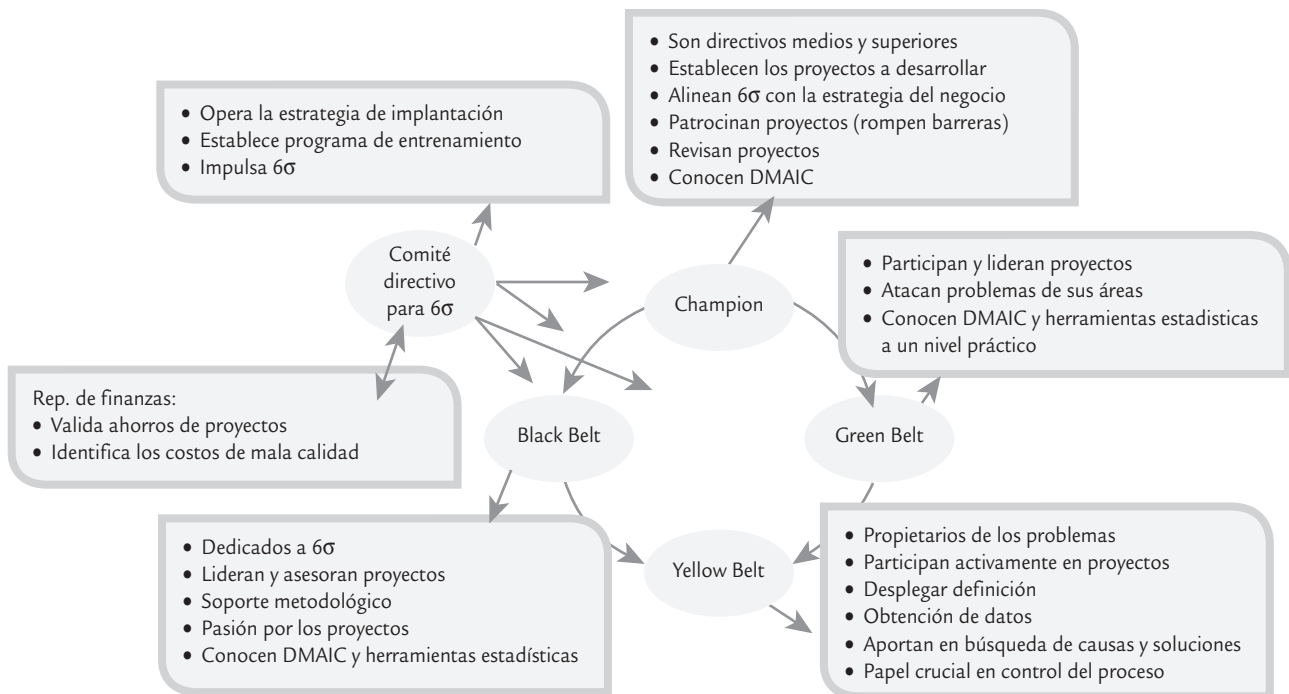 • Son directivos medios y superiores
• Establecen los proyectos a desarrollar
• Alinean 6σ con la estrategia del negocio
• Patrocinan proyectos (rompen barreras)
• Revisan proyectos
• Conocen DMAIC
• Opera la estrategia de implantación
• Establece programa de entrenamiento
• Impulsa 6σ
Comité
directivo
para 6σ
Champion
• Participan y lideran proyectos
• Atacan problemas de sus áreas
• Conocen DMAIC y herramientas estadisticas
a un nivel práctico
Rep. de finanzas:
• Valida ahorros de proyectos
• Identifica los costos de mala calidad
Black Belt
Green Belt
• Dedicados a 6σ
• Lideran y asesoran proyectos
• Soporte metodológico
• Pasión por los proyectos
• Conocen DMAIC y herramientas estadísticas
Yellow Belt
• Propietarios de los problemas
• Participan activamente en proyectos
• Desplegar definición
• Obtención de datos
• Aportan en búsqueda de causas y soluciones
• Papel crucial en control del proceso